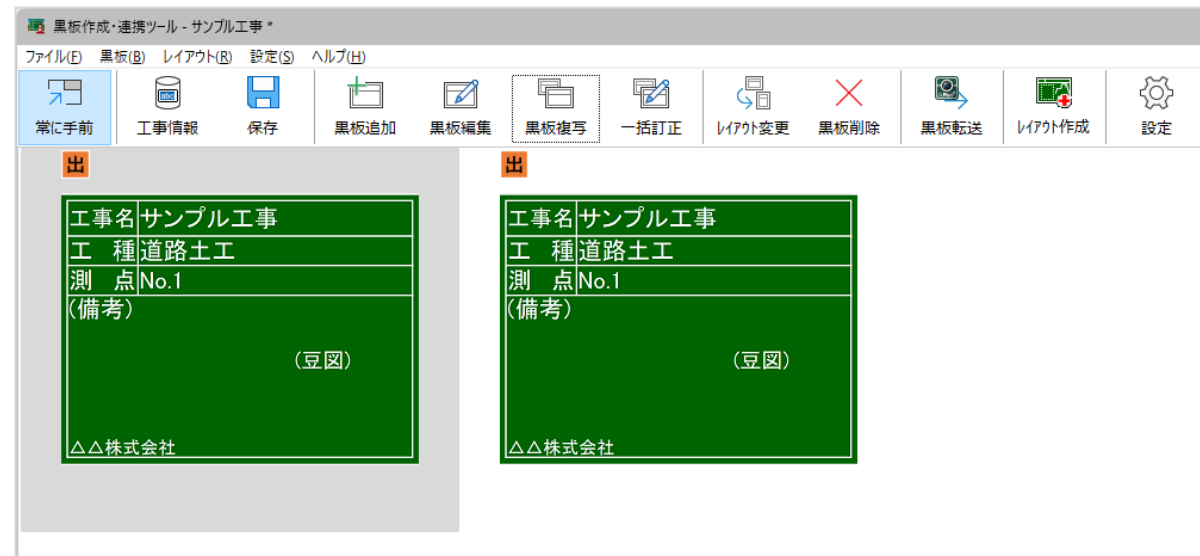 黒板作成・連携ツール - サンプル工事 *
ファイル(F) 黒板(B) レイアウト(R) 設定(S) ヘルプ(H)
abc
常に手前 工事情報 保存 黒板追加 黒板編集 黒板複写 一括訂正 レイアウト変更 黒板削除 黒板転送 レイアウト作成 設定
出 出
工事名 サンプル工事
工 種 道路土工
測 点 No.1
(備考)
(豆図)
△△株式会社
工事名 サンプル工事
工 種 道路土工
測 点 No.1
(備考)
(豆図)
△△株式会社